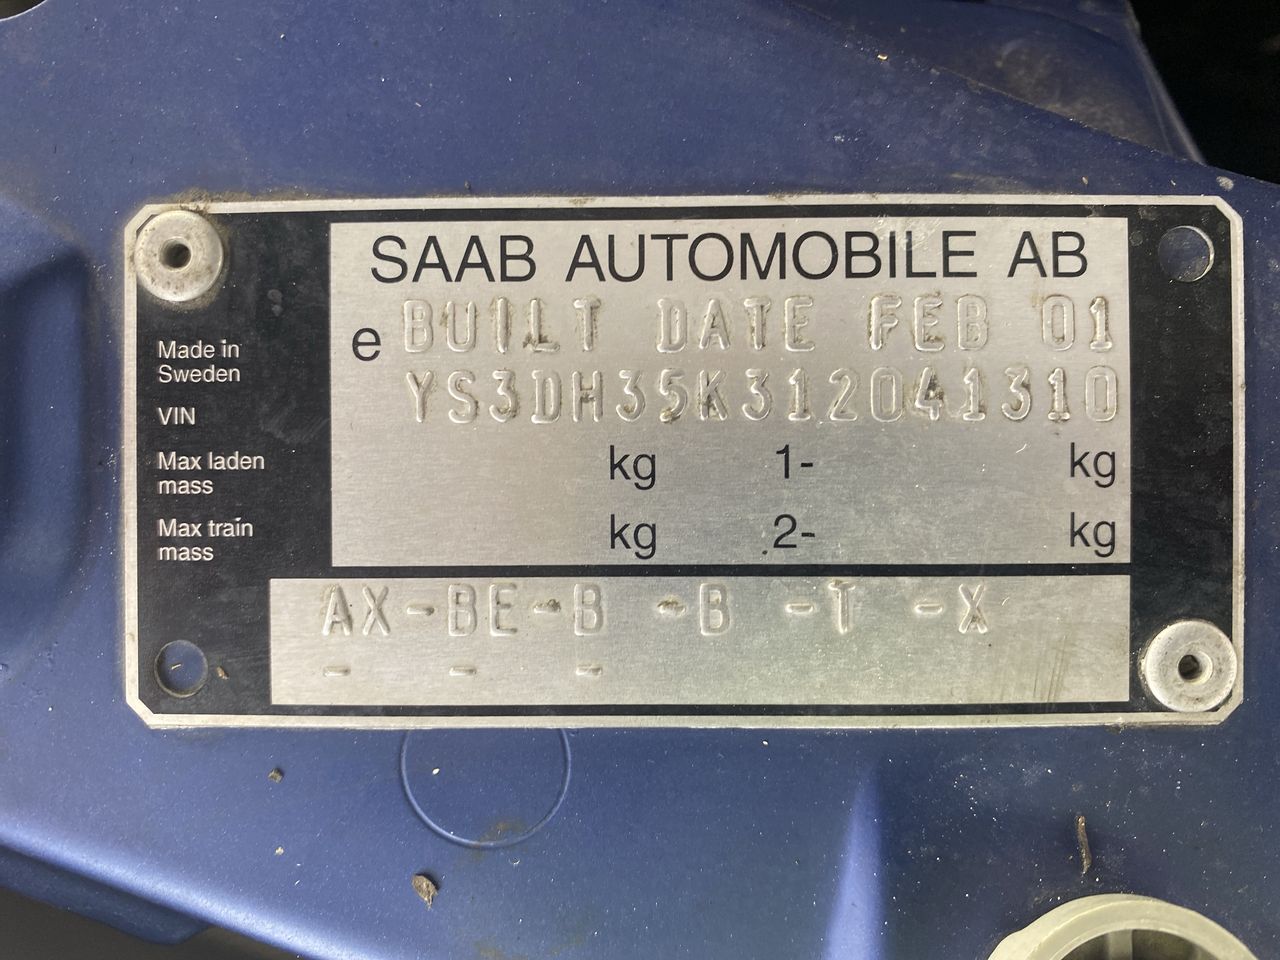 SAAB AUTOMOBILE AB
e BUILT DATE FEB 01
Made in
Sweden
VIN YS3DH35K312041310
Max laden
mass kg 1- kg
Max train
mass kg 2- kg
AX-BE-B -B -T -X
- - -